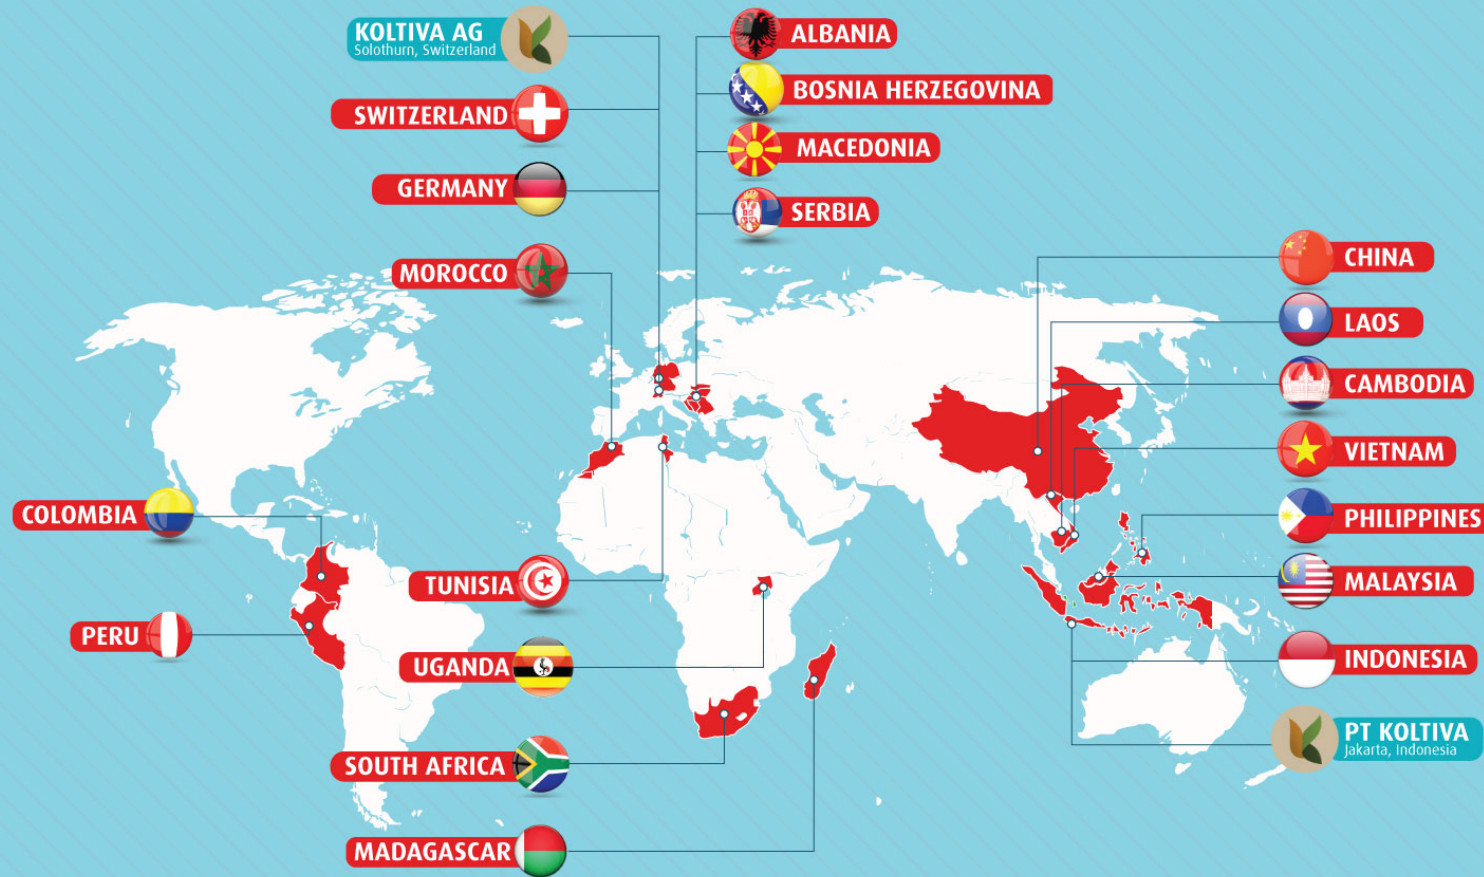 KOLTIVA AG
Solothurn, Switzerland
SWITZERLAND
GERMANY
MOROCCO
ALBANIA
BOSNIA HERZEGOVINA
MACEDONIA
SERBIA
CHINA
LAOS
CAMBODIA
VIETNAM
PHILIPPINES
MALAYSIA
INDONESIA
PT KOLTIVA
Jakarta, Indonesia
COLOMBIA
PERU
TUNISIA
UGANDA
SOUTH AFRICA
MADAGASCAR